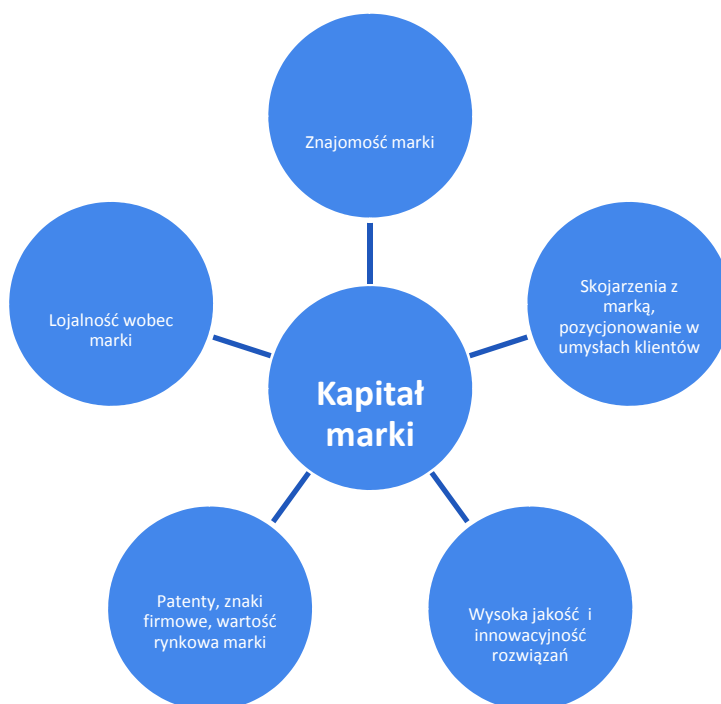 Znajomość marki
Skojarzenia z
marką,
pozycjonowanie w
umysłach klientów
Lojalność wobec
marki
Kapitał
marki
Patenty, znaki
firmowe, wartość
rynkowa marki
Wysoka jakość i
innowacyjność
rozwiązań